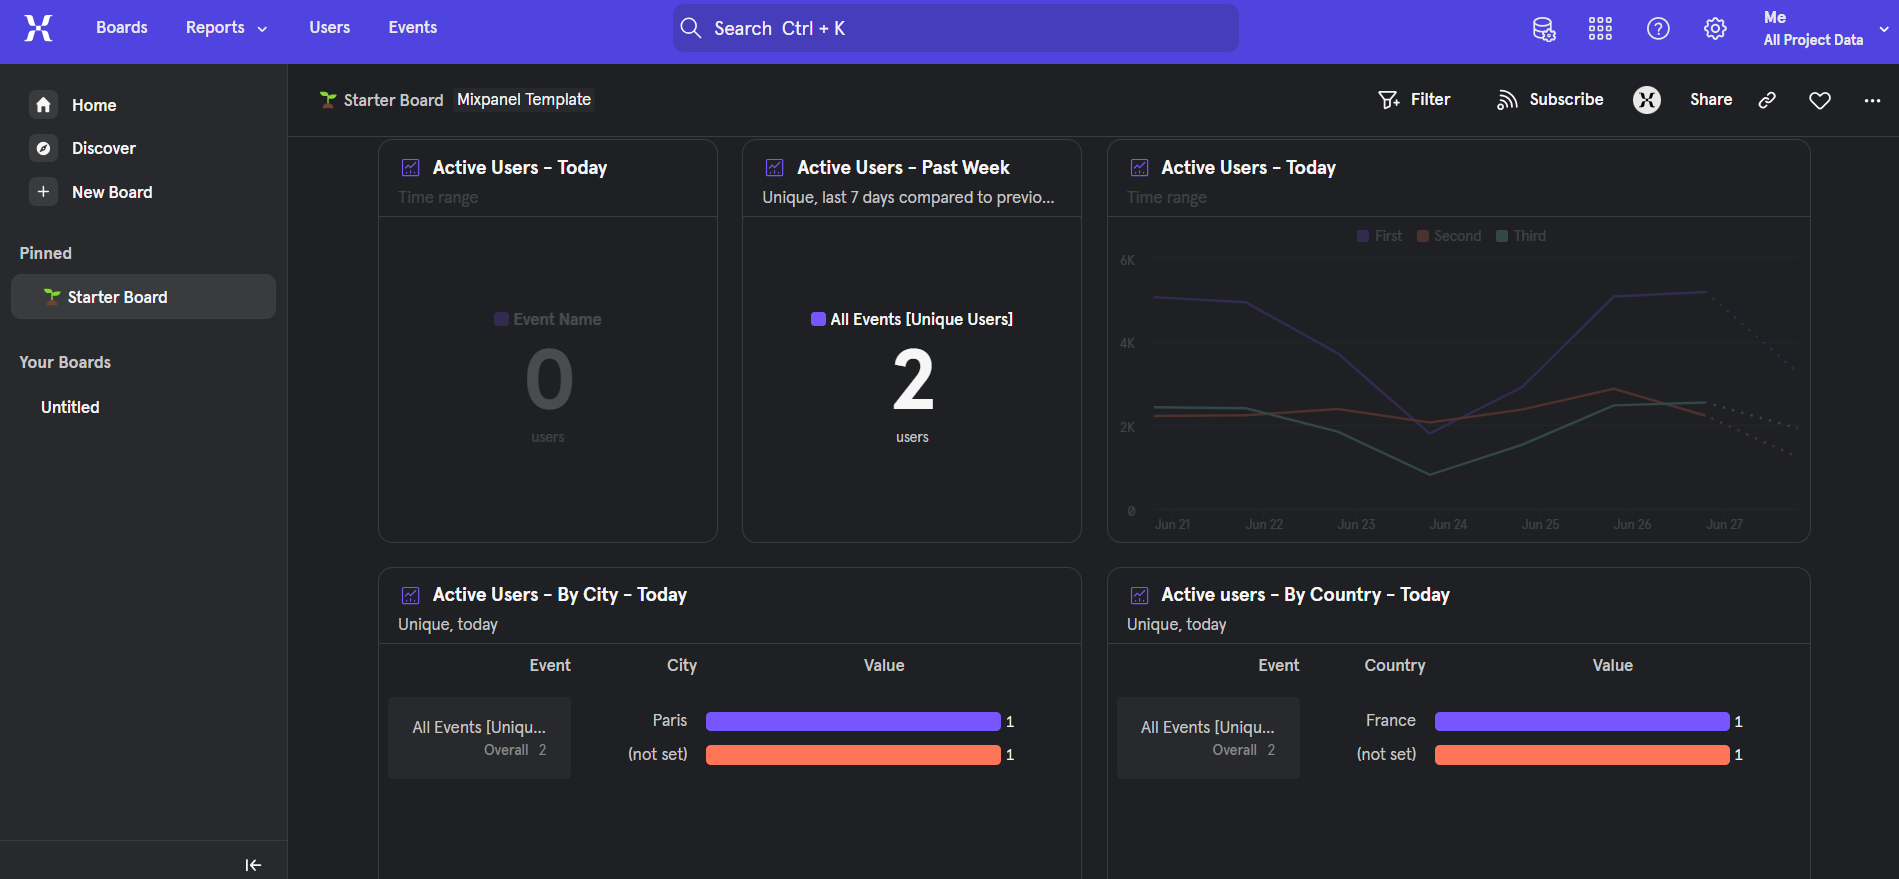 Boards Reports Users Events
Search Ctrl + K
Me
All Project Data
Home
Discover
New Board
Pinned
Starter Board
Your Boards
Untitled
Starter Board Mixpanel Template
Filter Subscribe Share
Active Users - Today
Time range
Event Name
0
users
Active Users - Past Week
Unique, last 7 days compared to previo...
All Events [Unique Users]
2
users
Active Users - Today
Time range
First Second Third
6K
4K
2K
0
Jun 21 Jun 22 Jun 23 Jun 24 Jun 25 Jun 26 Jun 27
Active Users - By City - Today
Unique, today
Event City Value
All Events [Uniqu...
Overall 2
Paris 1
(not set) 1
Active users - By Country - Today
Unique, today
Event Country Value
All Events [Uniqu...
Overall 2
France 1
(not set) 1